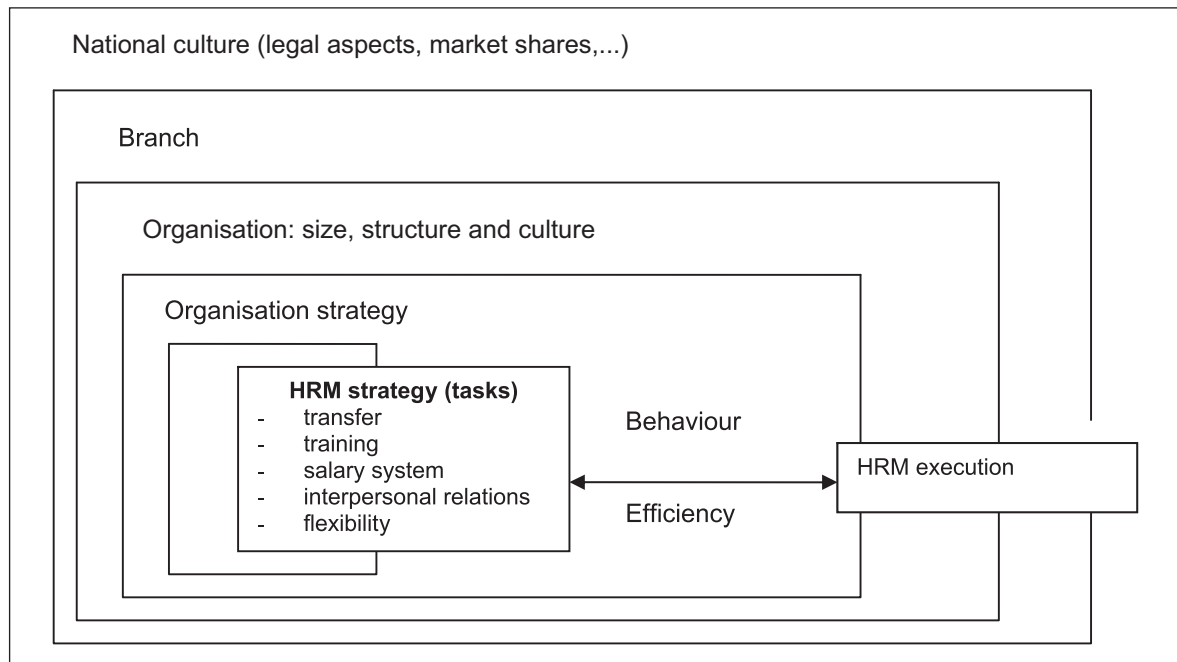 National culture (legal aspects, market shares,...)
Branch
Organisation: size, structure and culture
Organisation strategy
HRM strategy (tasks)
- transfer
- training
- salary system
- interpersonal relations
- flexibility
Behaviour
Efficiency
HRM execution